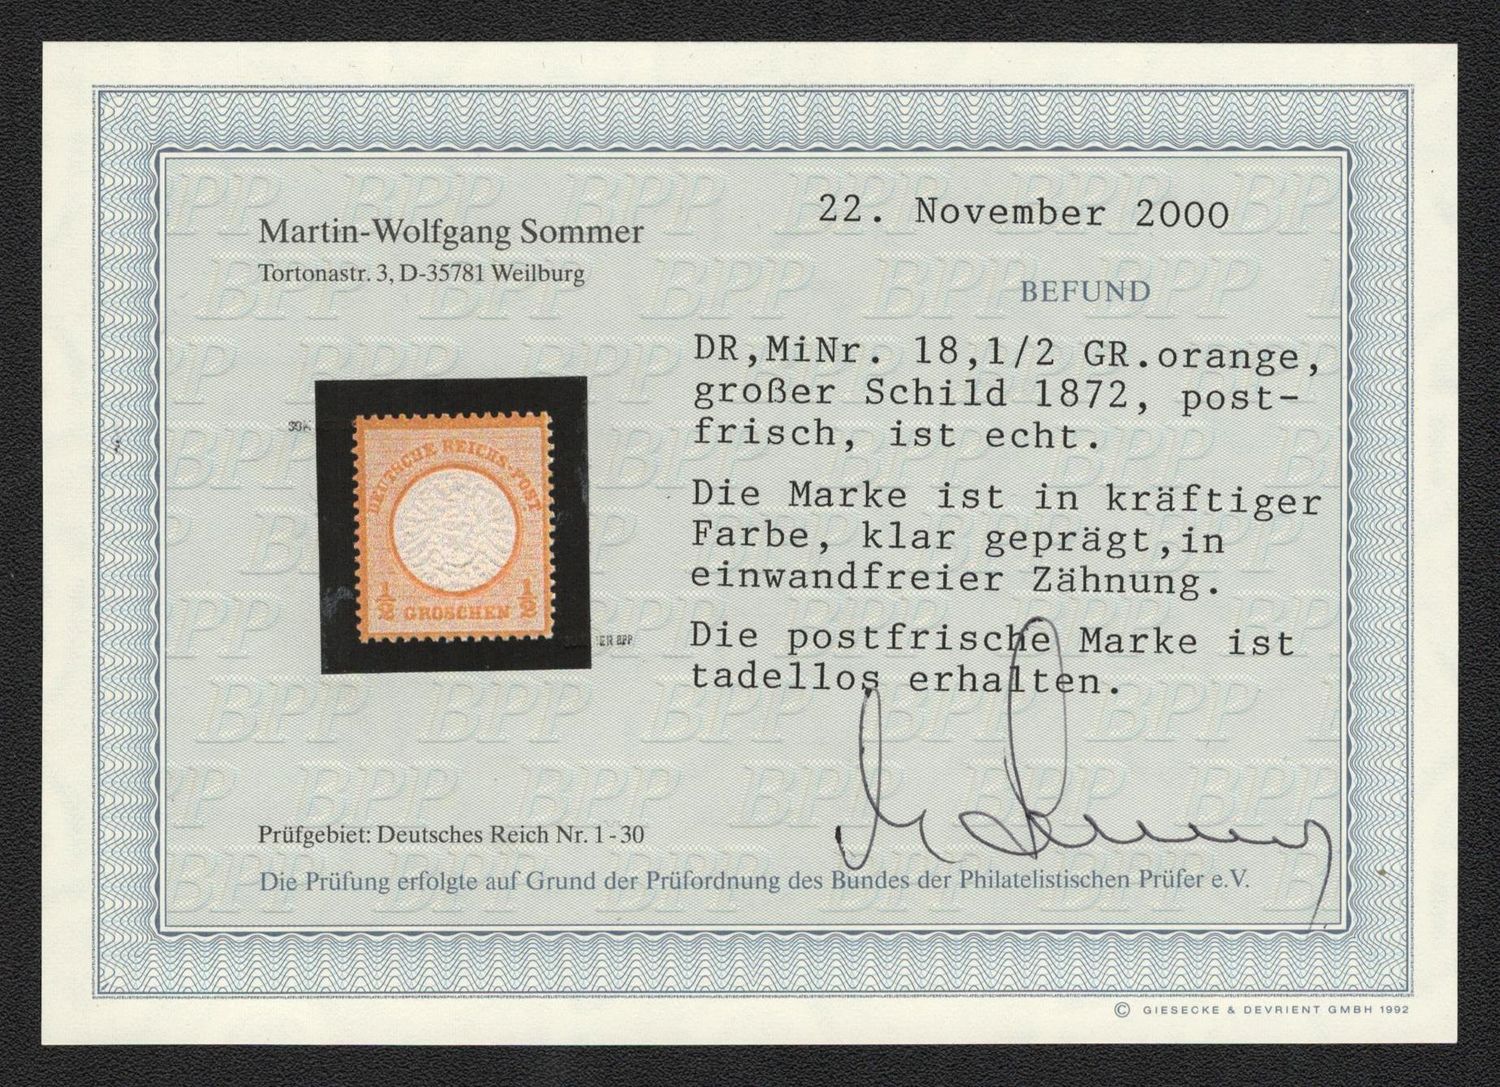 22. November 2000
Martin-Wolfgang Sommer
Tortonastr. 3, D-35781 Weilburg
BEFUND
DR,MiNr. 18,1/2 GR.orange,
großer Schild 1872, post-
frisch, ist echt.
Die Marke ist in kräftiger
Farbe, klar geprägt,in
einwandfreier Zähnung.
Die postfrische Marke ist
tadellos erhalten.
DEUTSCHE REICHS-POST
1/2 GROSCHEN 1/2
ER BPP
Prüfgebiet: Deutsches Reich Nr. 1-30
Die Prüfung erfolgte auf Grund der Prüfordnung des Bundes der Philatelistischen Prüfer e.V.
© GIESECKE & DEVRIENT GMBH 1992